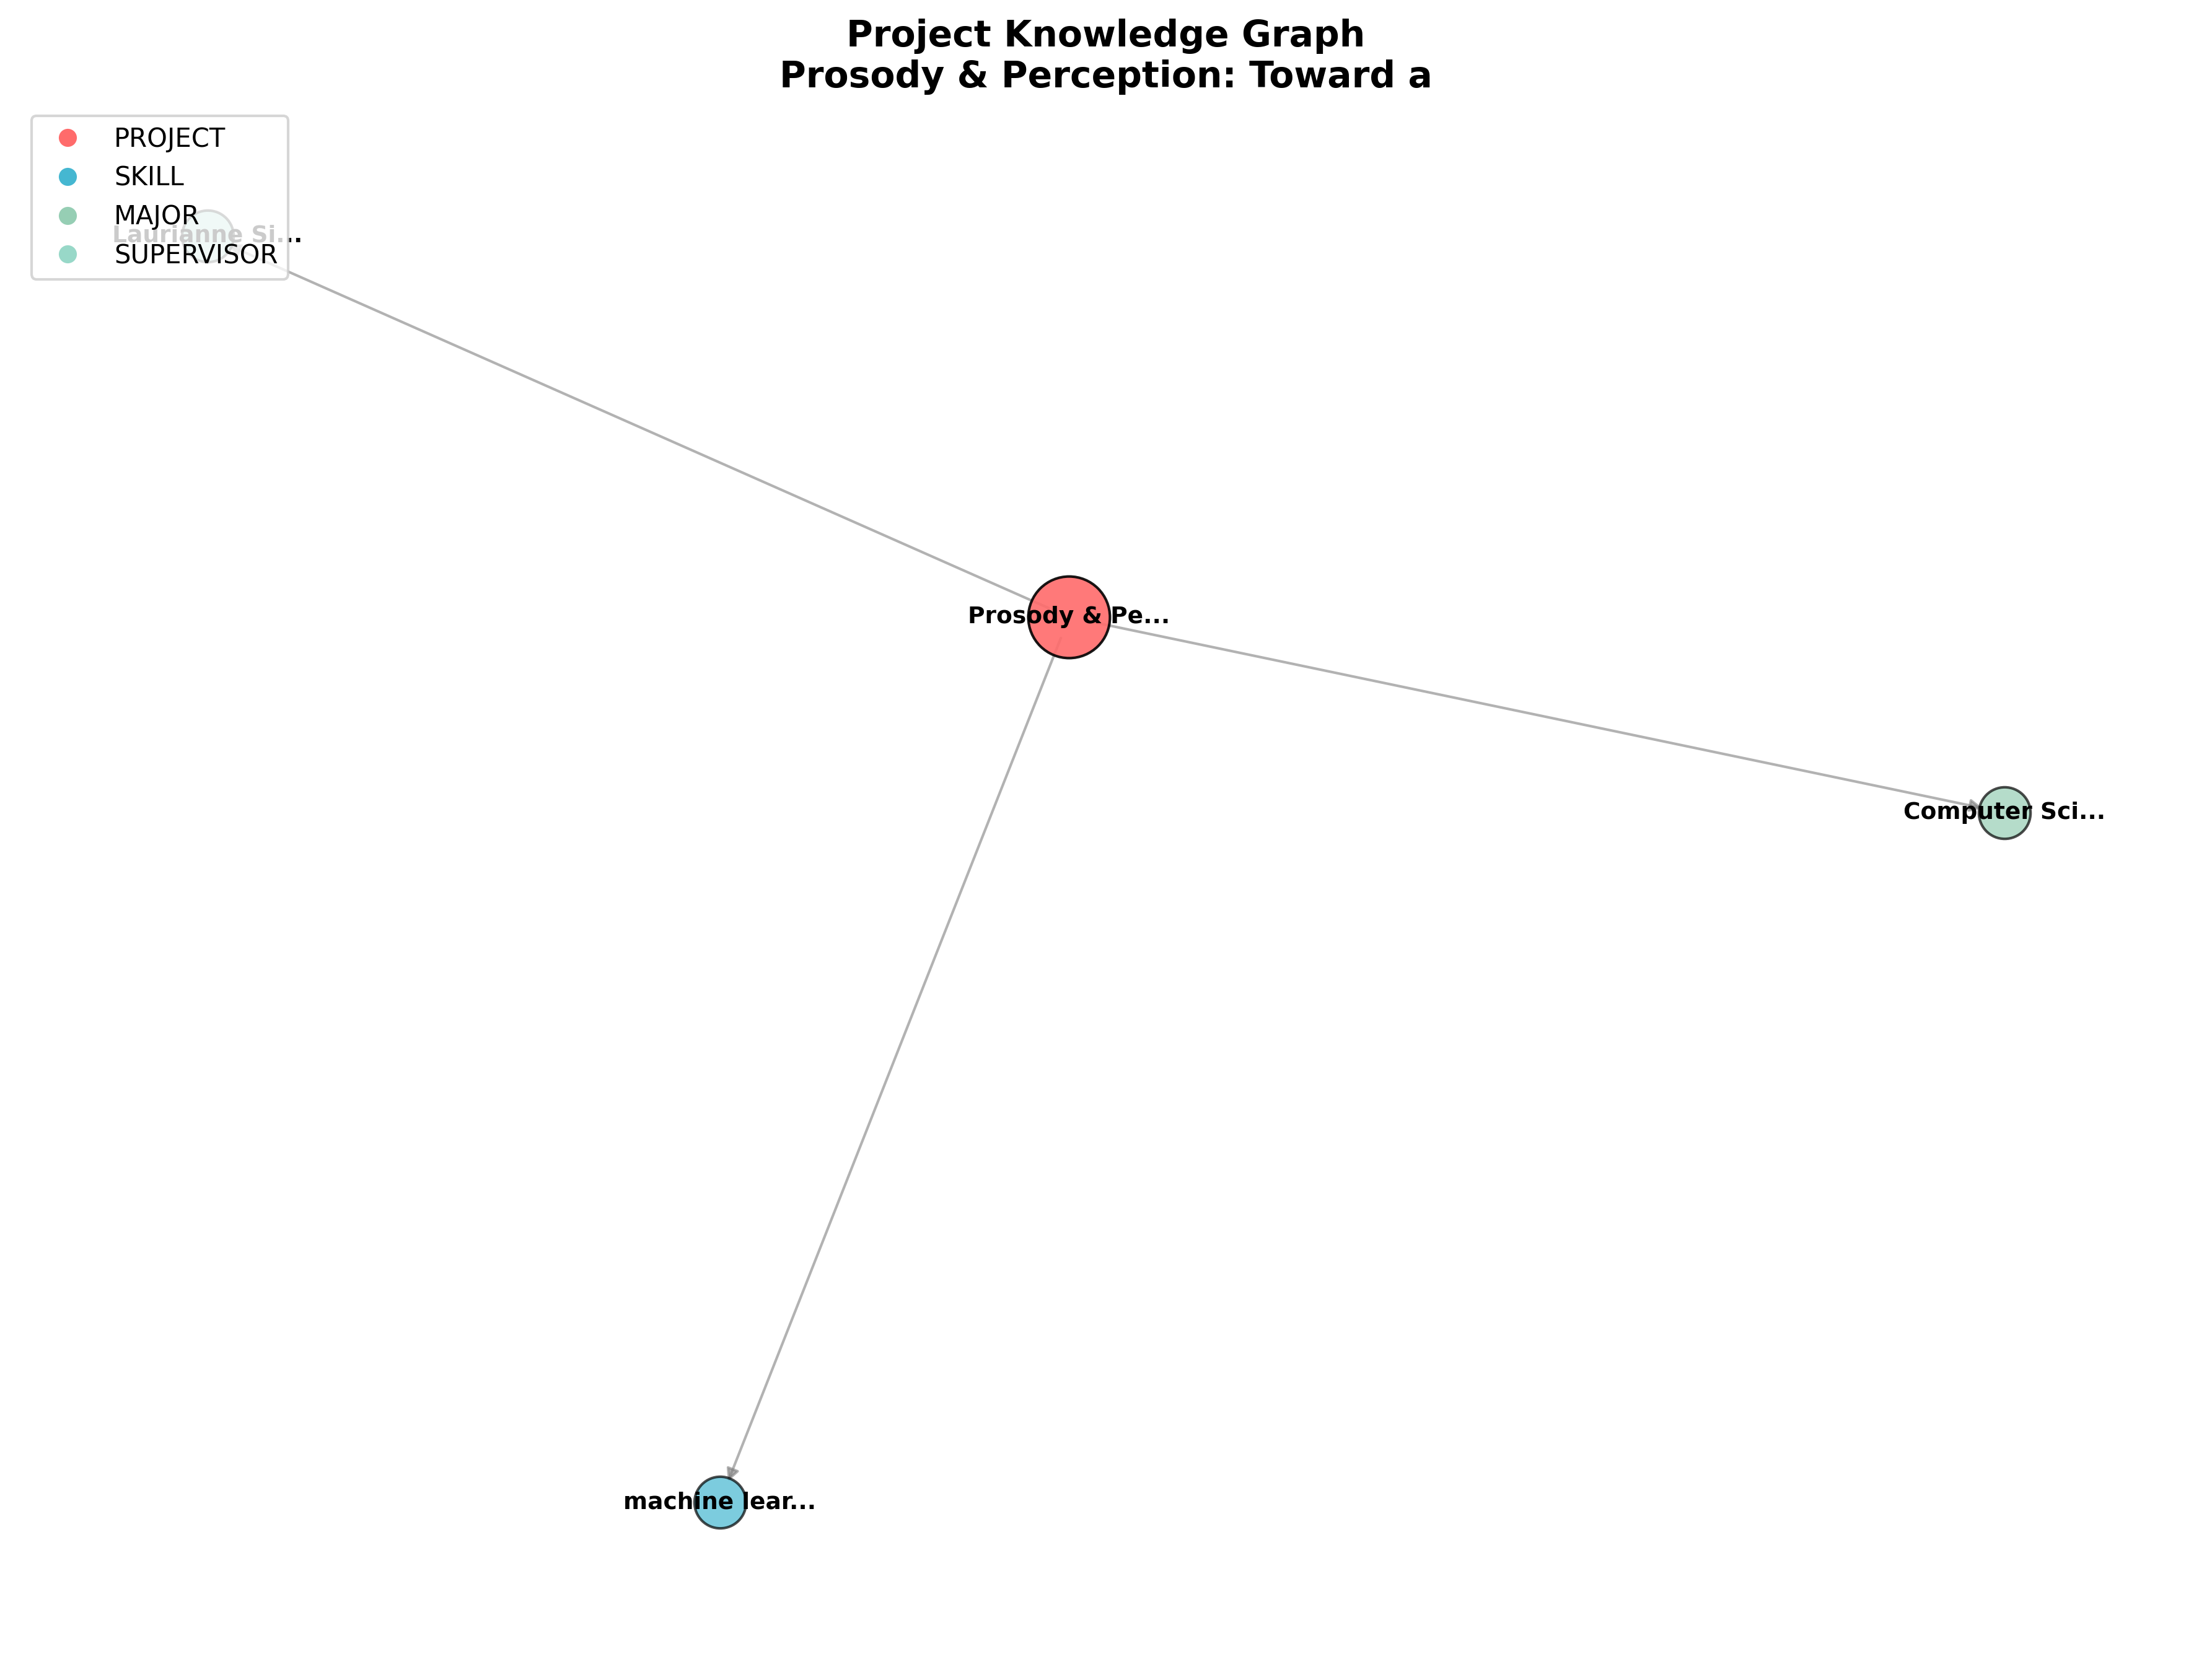 Project Knowledge Graph
Prosody & Perception: Toward a
PROJECT
SKILL
MAJOR
Laurianne Si...
SUPERVISOR
Prosody & Pe...
Computer Sci...
machine lear...